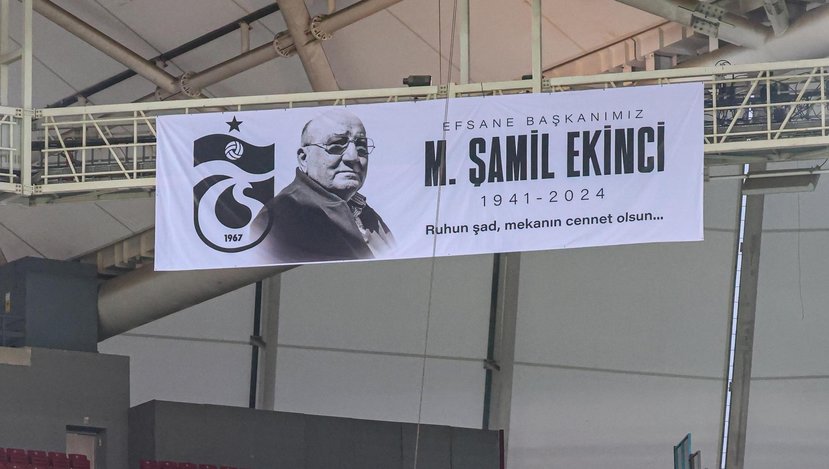 EFSANE BAŞKANIMIZ
M. ŞAMİL EKİNCİ
1941-2024
Ruhun şad, mekanın cennet olsun...
1967